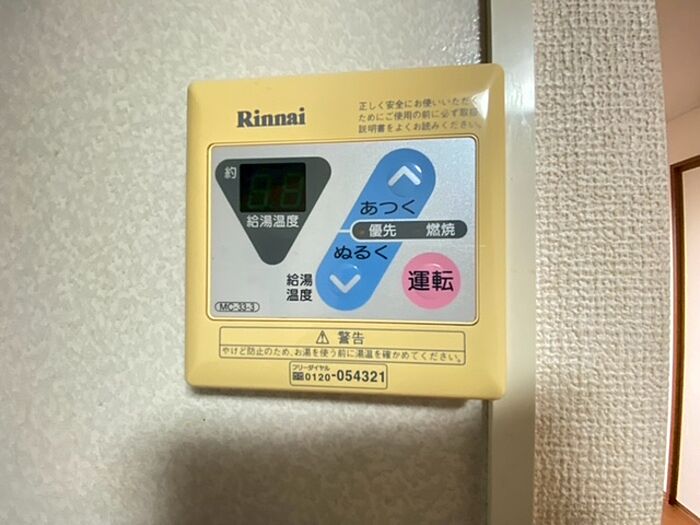 Rinnai
正しく安全にお使いいただく
ためにご使用の前に必ず取扱
説明書をよくお読みください。
約
給湯温度
あつく
優先 燃焼
ぬるく
給湯
温度
運転
MC-33-3
警告
やけど防止のため、お湯を使う前に湯温を確かめてください。
フリーダイヤル
0120-054321